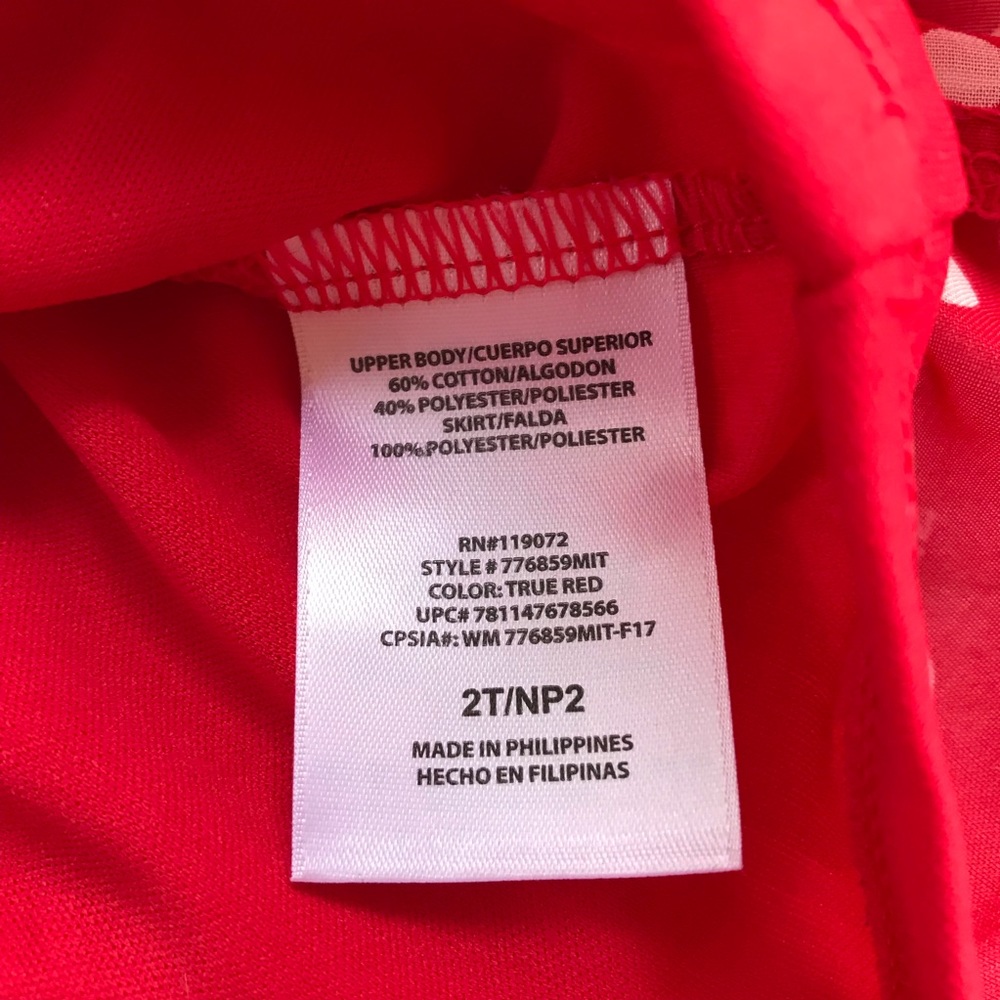 UPPER BODY/CUERPO SUPERIOR
60% COTTON/ALGODON
40% POLYESTER/POLIESTER
SKIRT/FALDA
100% POLYESTER/POLIESTER
RN#119072
STYLE # 776859MIT
COLOR: TRUE RED
UPC# 781147678566
CPSIA#: WM 776859MIT-F17
2T/NP2
MADE IN PHILIPPINES
HECHO EN FILIPINAS